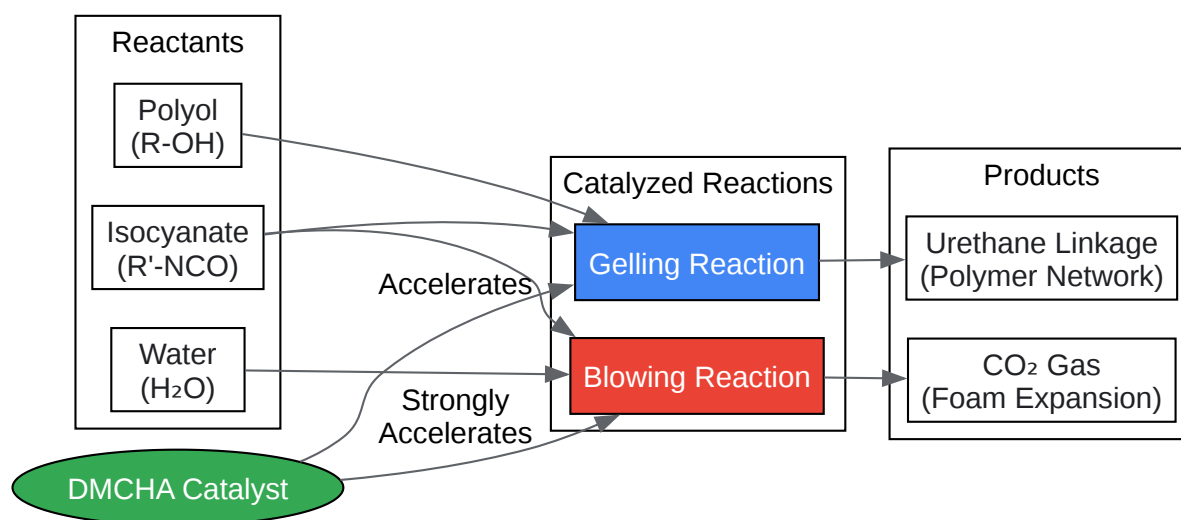 Reactants
Polyol
(R-OH)
Isocyanate
(R'-NCO)
Water
(H₂O)
DMCHA Catalyst
Accelerates
Strongly
Accelerates
Catalyzed Reactions
Gelling Reaction
Blowing Reaction
Products
Urethane Linkage
(Polymer Network)
CO₂ Gas
(Foam Expansion)